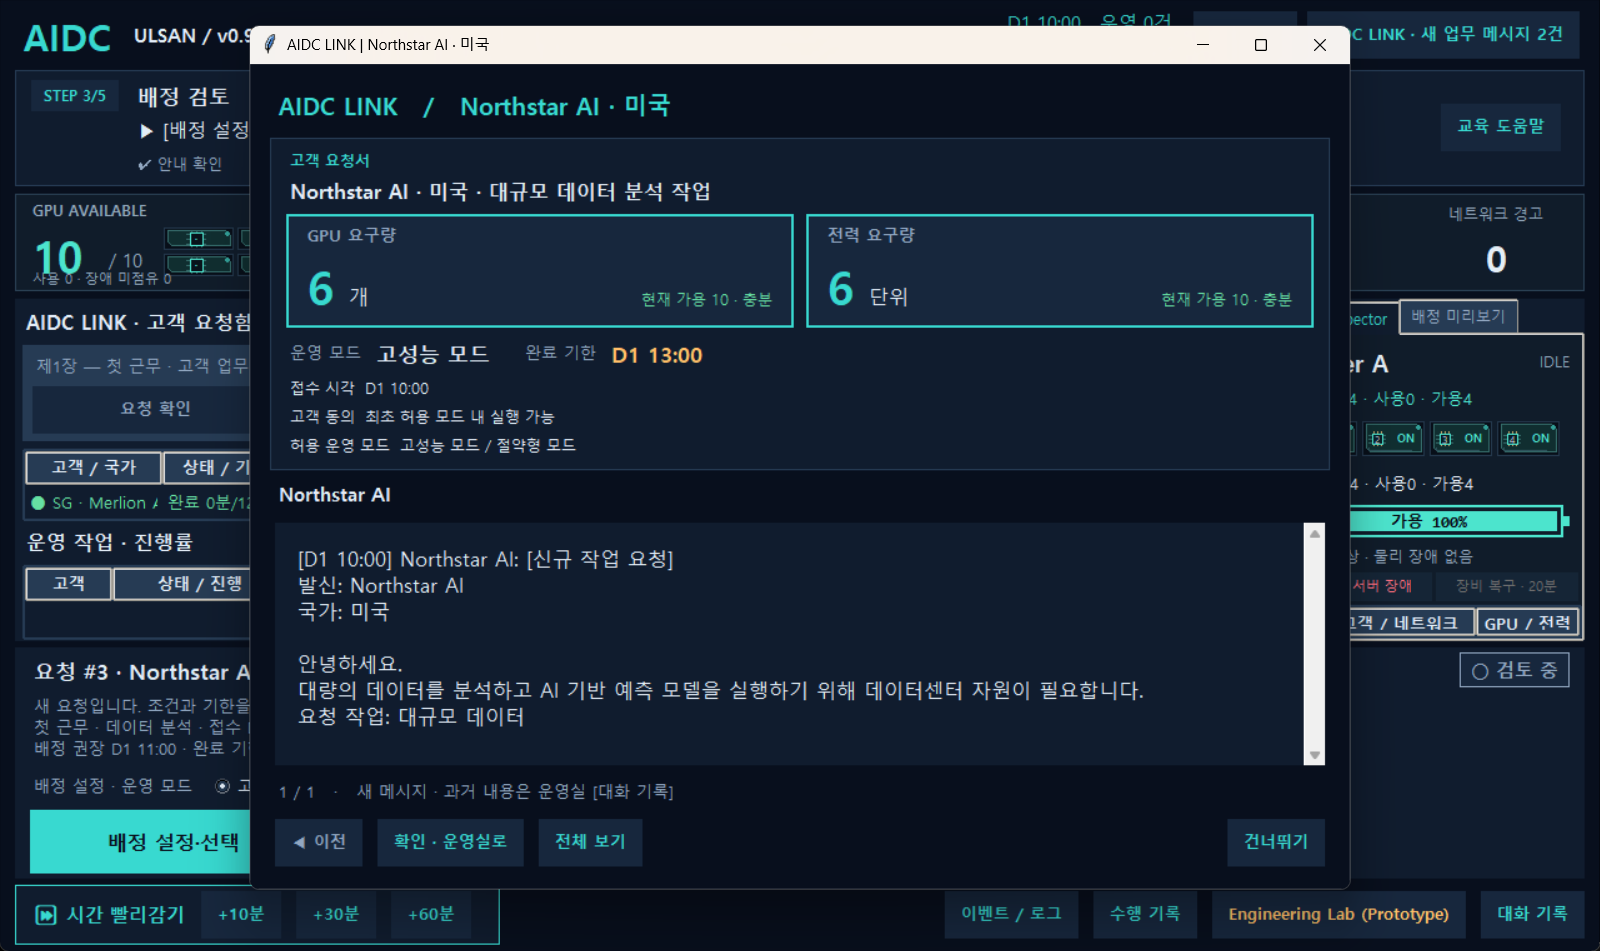 AIDC ULSAN / v0.9
D1 10:00 운영 0건
AIDC LINK | Northstar AI · 미국
LINK · 새 업무 메시지 2건
STEP 3/5 배정 검토
▶ [배정 설정
✔ 안내 확인
교육 도움말
GPU AVAILABLE
10 / 10
사용 0 · 장애 미점유 0
네트워크 경고
0
AIDC LINK · 고객 요청함
제1장 — 첫 근무 · 고객 업무
요청 확인
고객 / 국가 상태 / 기
SG · Merlion 완료 0분/12
운영 작업 · 진행률
고객 상태 / 진행
요청 #3 · Northstar A
새 요청입니다. 조건과 기한을
첫 근무 · 데이터 분석 · 접수
배정 권장 D1 11:00 · 완료 기
배정 설정 · 운영 모드 고
배정 설정·선택
AIDC LINK / Northstar AI · 미국
고객 요청서
Northstar AI · 미국 · 대규모 데이터 분석 작업
GPU 요구량
6 개 현재 가용 10 · 충분
전력 요구량
6 단위 현재 가용 10 · 충분
운영 모드 고성능 모드 완료 기한 D1 13:00
접수 시각 D1 10:00
고객 동의 최초 허용 모드 내 실행 가능
허용 운영 모드 고성능 모드 / 절약형 모드
Northstar AI
[D1 10:00] Northstar AI: [신규 작업 요청]
발신: Northstar AI
국가: 미국
안녕하세요.
대량의 데이터를 분석하고 AI 기반 예측 모델을 실행하기 위해 데이터센터 자원이 필요합니다.
요청 작업: 대규모 데이터
1 / 1 · 새 메시지 · 과거 내용은 운영실 [대화 기록]
◀ 이전 확인 · 운영실로 전체 보기 건너뛰기
pector 배정 미리보기
er A IDLE
4 · 사용0 · 가용4
2 ON 3 ON 4 ON
4 · 사용0 · 가용4
가용 100%
상 · 물리 장애 없음
서버 장애 장비 복구 · 20분
고객 / 네트워크 GPU / 전력
○ 검토 중
시간 빨리감기 +10분 +30분 +60분
이벤트 / 로그 수행 기록 Engineering Lab (Prototype) 대화 기록